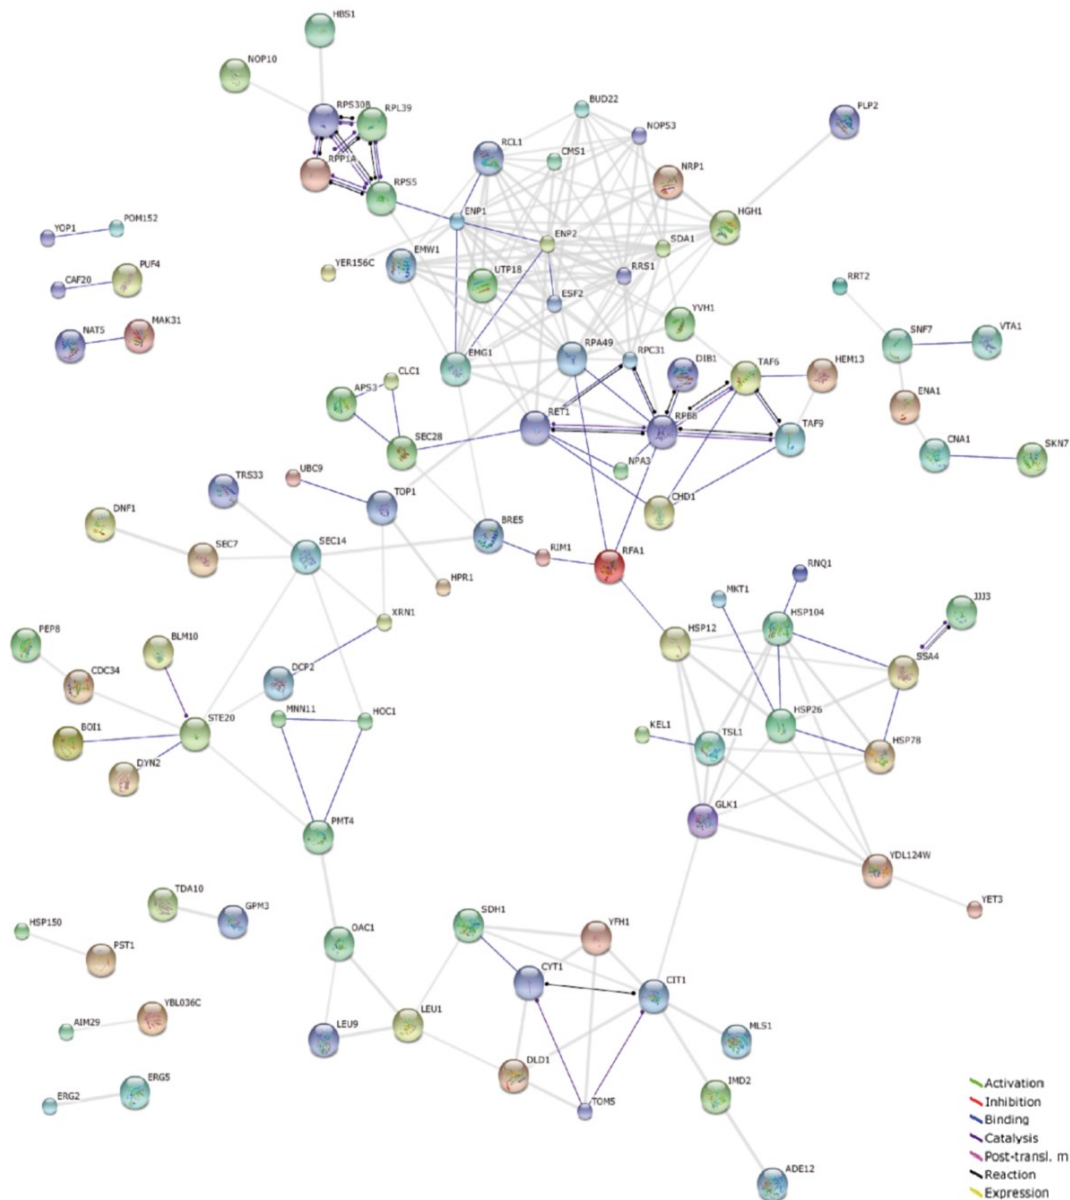 HBS1
NOP10
RPS30B
RPL39
RPP1A
RPS5
BUD22
NOP53
PLP2
RCL1
CMS1
NRP1
ENP1
HGH1
YOP1
POM152
ENP2
SDA1
YER156C
EMW1
UTP18
RRS1
CAF20
PUF4
ESF2
RRT2
YVH1
NAT5
MAK31
EMG1
RPA49
RPC31
DIB1
TAF6
HEM13
SNF7
VTA1
CLC1
APS3
ENA1
RET1
RPB8
TAF9
SEC28
CNA1
SKN7
NPA3
UBC9
TRS33
TOP1
CHD1
DNF1
SEC7
SEC14
BRE5
RIM1
RFA1
HPR1
RNQ1
MKT1
JJJ3
XRN1
HSP104
PEP8
BLM10
HSP12
SSA4
CDC34
DCP2
MNN11
HOC1
STE20
BOI1
HSP26
KEL1
TSL1
HSP78
DYN2
GLK1
PMT4
YDL124W
TDA10
GPM3
YET3
HSP150
SDH1
YFH1
OAC1
PST1
CYT1
CIT1
YBL036C
LEU1
AIM29
LEU9
MLS1
DLD1
ERG5
IMD2
ERG2
TOM5
ADE12
Activation
Inhibition
Binding
Catalysis
Post-transl. m
Reaction
Expression